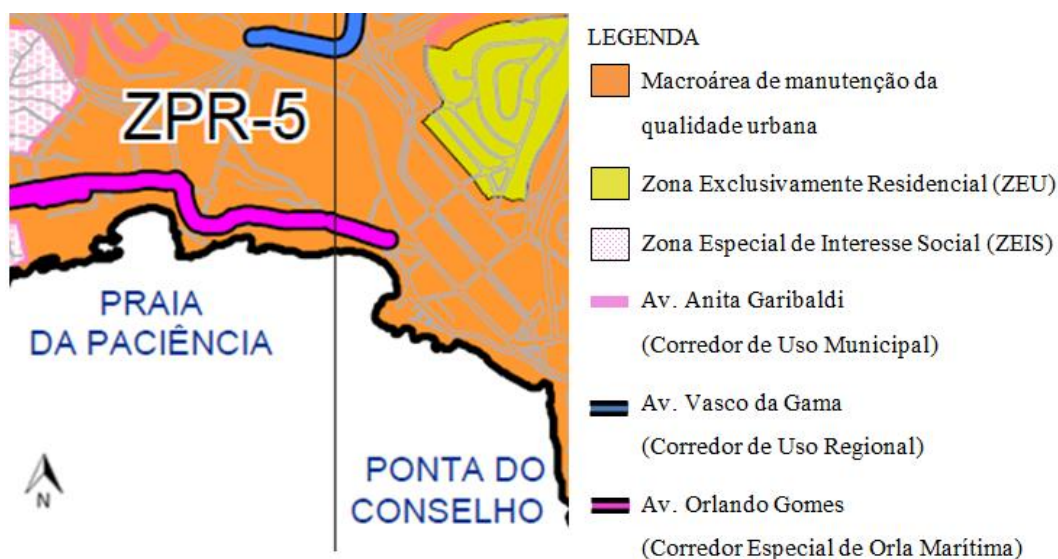 ZPR-5
PRAIA
DA PACIÊNCIA
PONTA DO
CONSELHO
N
LEGENDA
Macroárea de manutenção da
qualidade urbana
Zona Exclusivamente Residencial (ZEU)
Zona Especial de Interesse Social (ZEIS)
Av. Anita Garibaldi
(Corredor de Uso Municipal)
Av. Vasco da Gama
(Corredor de Uso Regional)
Av. Orlando Gomes
(Corredor Especial de Orla Marítima)